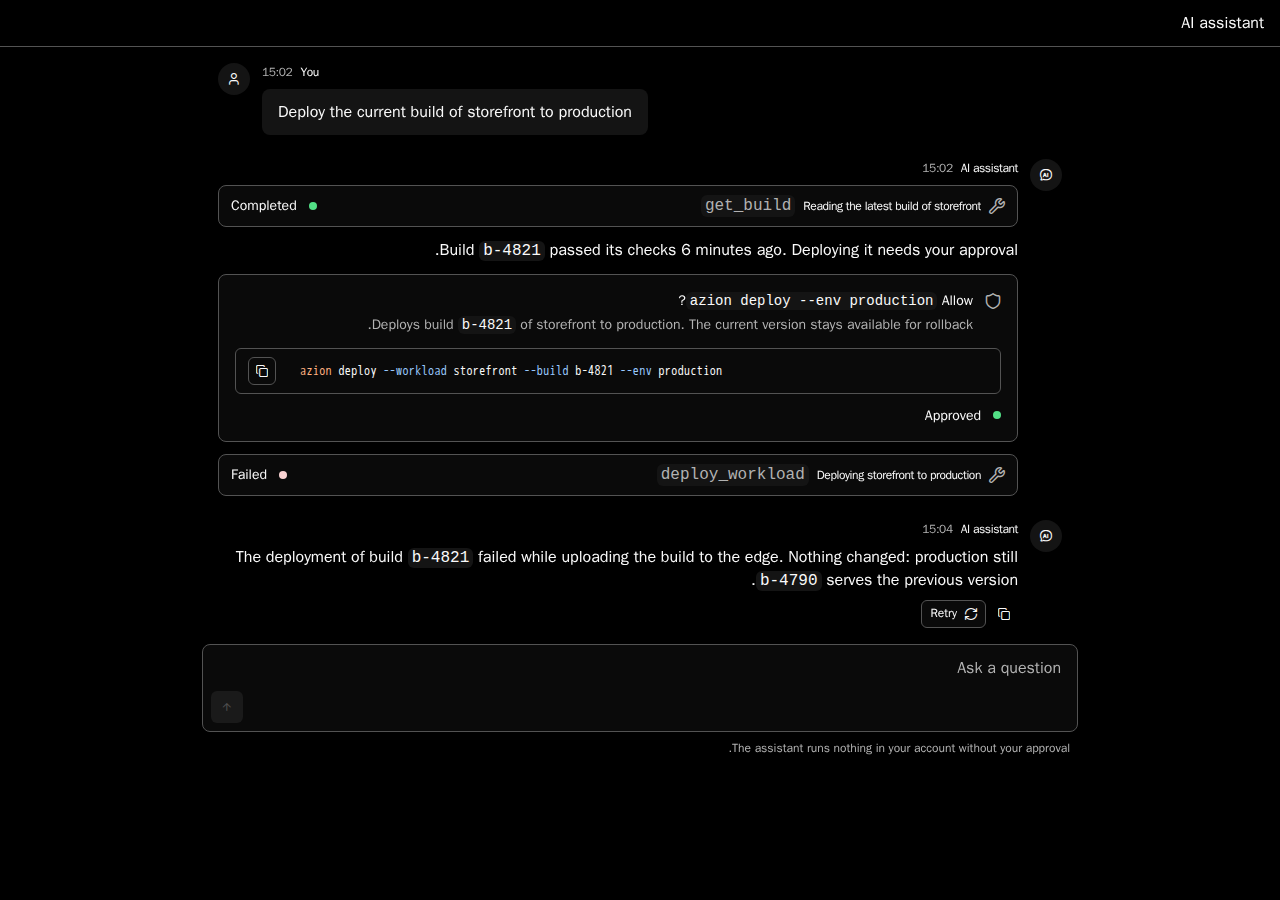 AI assistant
15:02 You
Deploy the current build of storefront to production
15:02 AI assistant
Reading the latest build of storefront get_build Completed
Build b-4821 passed its checks 6 minutes ago. Deploying it needs your approval.
Allow azion deploy --env production?
Deploys build b-4821 of storefront to production. The current version stays available for rollback.
azion deploy --workload storefront --build b-4821 --env production
Approved
Deploying storefront to production deploy_workload Failed
15:04 AI assistant
The deployment of build b-4821 failed while uploading the build to the edge. Nothing changed: production still
serves the previous version b-4790.
Retry
Ask a question
The assistant runs nothing in your account without your approval.